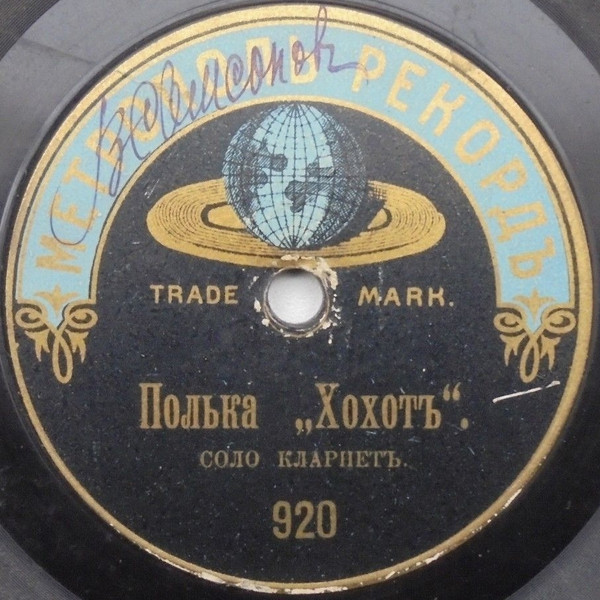 МЕТРОПОЛЬ РЕКОРДЪ
TRADE MARK.
Полька „Хохотъ“.
СОЛО КЛАРНЕТЪ.
920